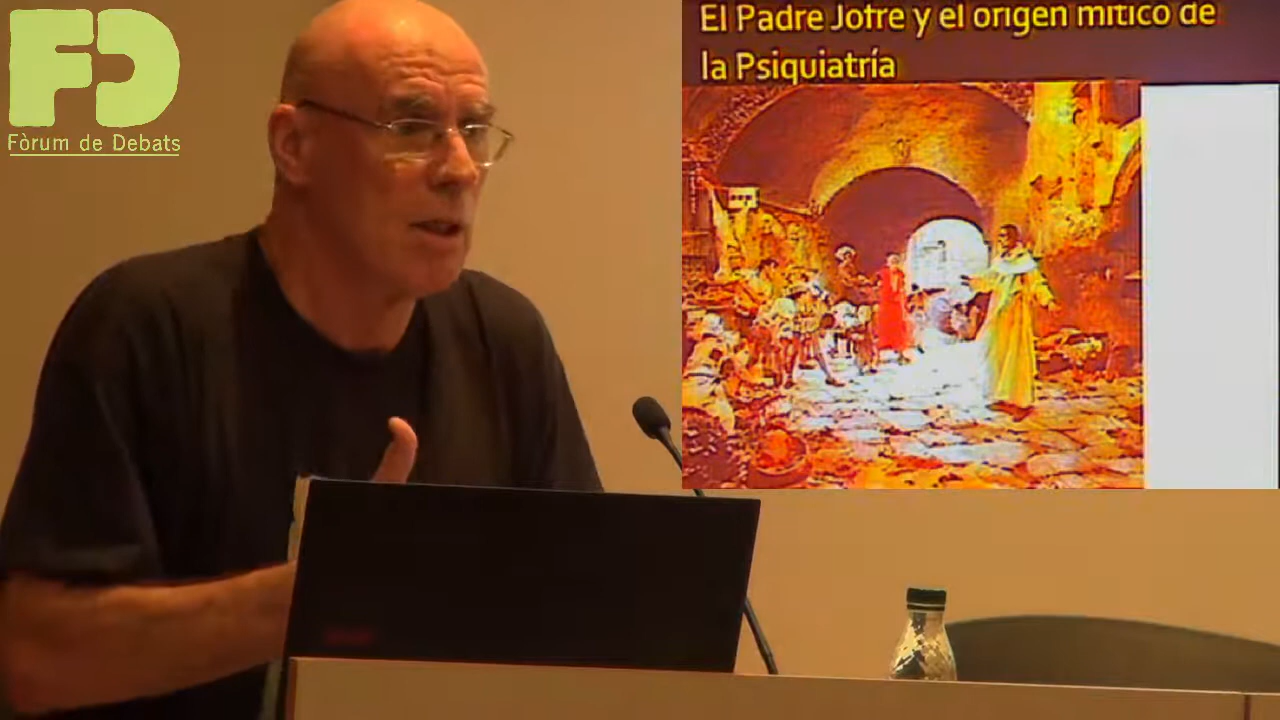 FD
Fòrum de Debats
El Padre Jofre y el origen mítico de
la Psiquiatría